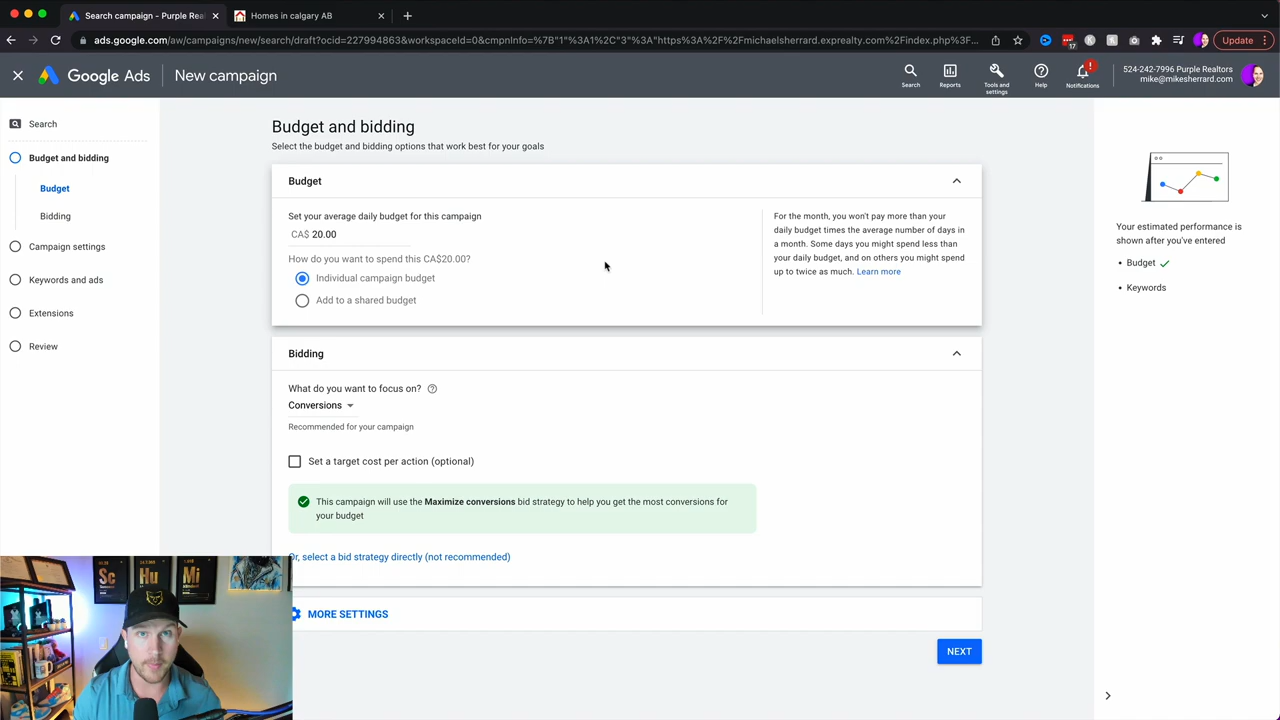 Search campaign - Purple Rea
Homes in calgary AB
ads.google.com/aw/campaigns/new/search/draft?ocid=227994863&workspaceId=0&cmpnInfo=%7B"1"%3A1%2C"3"%3A"https%3A%2F%2Fmichaelsherrard.exprealty.com%2Findex.php%3F...
17
Update
Google Ads
New campaign
Search
Reports
Tools and
settings
Help
Notifications
524-242-7996 Purple Realtors
mike@mikesherrard.com
Search
Budget and bidding
Budget
Bidding
Campaign settings
Keywords and ads
Extensions
Review
Budget and bidding
Select the budget and bidding options that work best for your goals
Budget
Set your average daily budget for this campaign
CA$ 20.00
How do you want to spend this CA$20.00?
Individual campaign budget
Add to a shared budget
For the month, you won't pay more than your
daily budget times the average number of days in
a month. Some days you might spend less than
your daily budget, and on others you might spend
up to twice as much. Learn more
Bidding
What do you want to focus on?
Conversions
Recommended for your campaign
Set a target cost per action (optional)
This campaign will use the Maximize conversions bid strategy to help you get the most conversions for
your budget
Or, select a bid strategy directly (not recommended)
MORE SETTINGS
NEXT
Your estimated performance is
shown after you've entered
• Budget
• Keywords
Sc
Hu
Mi